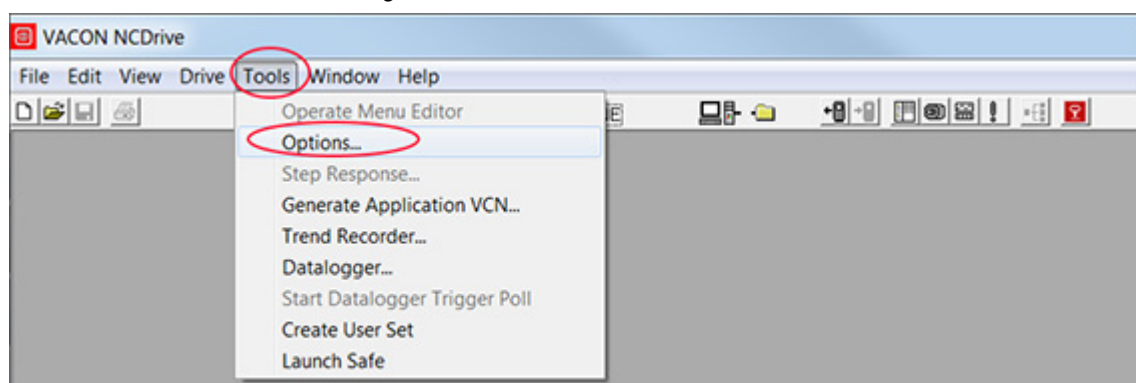 VACON NCDrive
File Edit View Drive Tools Window Help
Operate Menu Editor
Options...
Step Response...
Generate Application VCN...
Trend Recorder...
Datalogger...
Start Datalogger Trigger Poll
Create User Set
Launch Safe